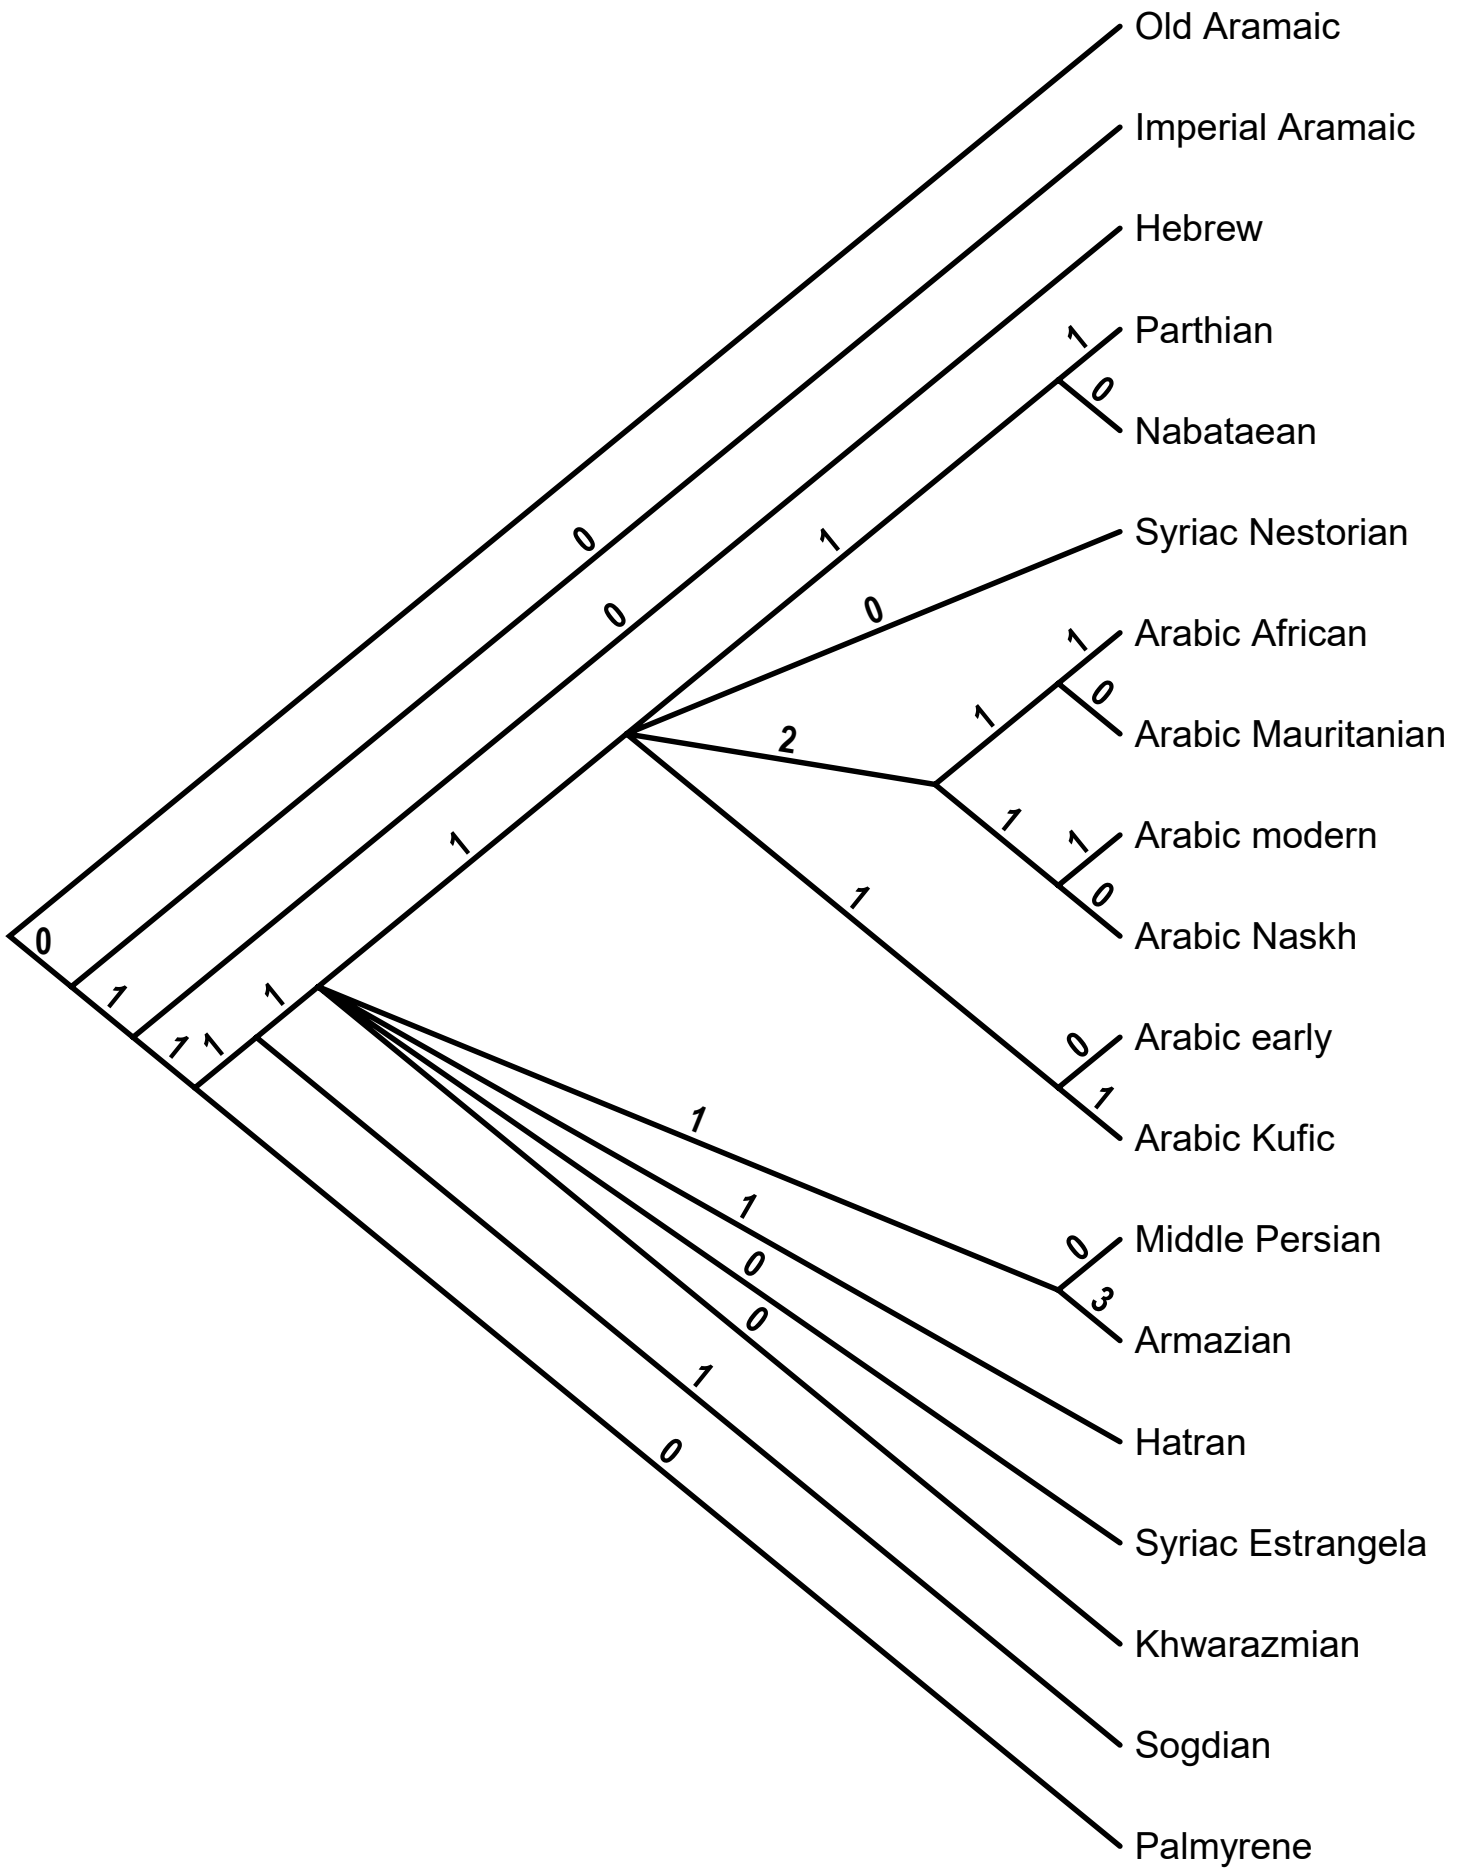 Old Aramaic
Imperial Aramaic
Hebrew
1
Parthian
0
Nabataean
0
1
Syriac Nestorian
0
0
1
Arabic African
0
Arabic Mauritanian
1
2
1
1
Arabic modern
1
0
Arabic Naskh
1
0
1
1
1
1
0
Arabic early
1
Arabic Kufic
1
1
0
Middle Persian
0
3
Armazian
0
1
Hatran
0
Syriac Estrangela
Khwarazmian
Sogdian
Palmyrene